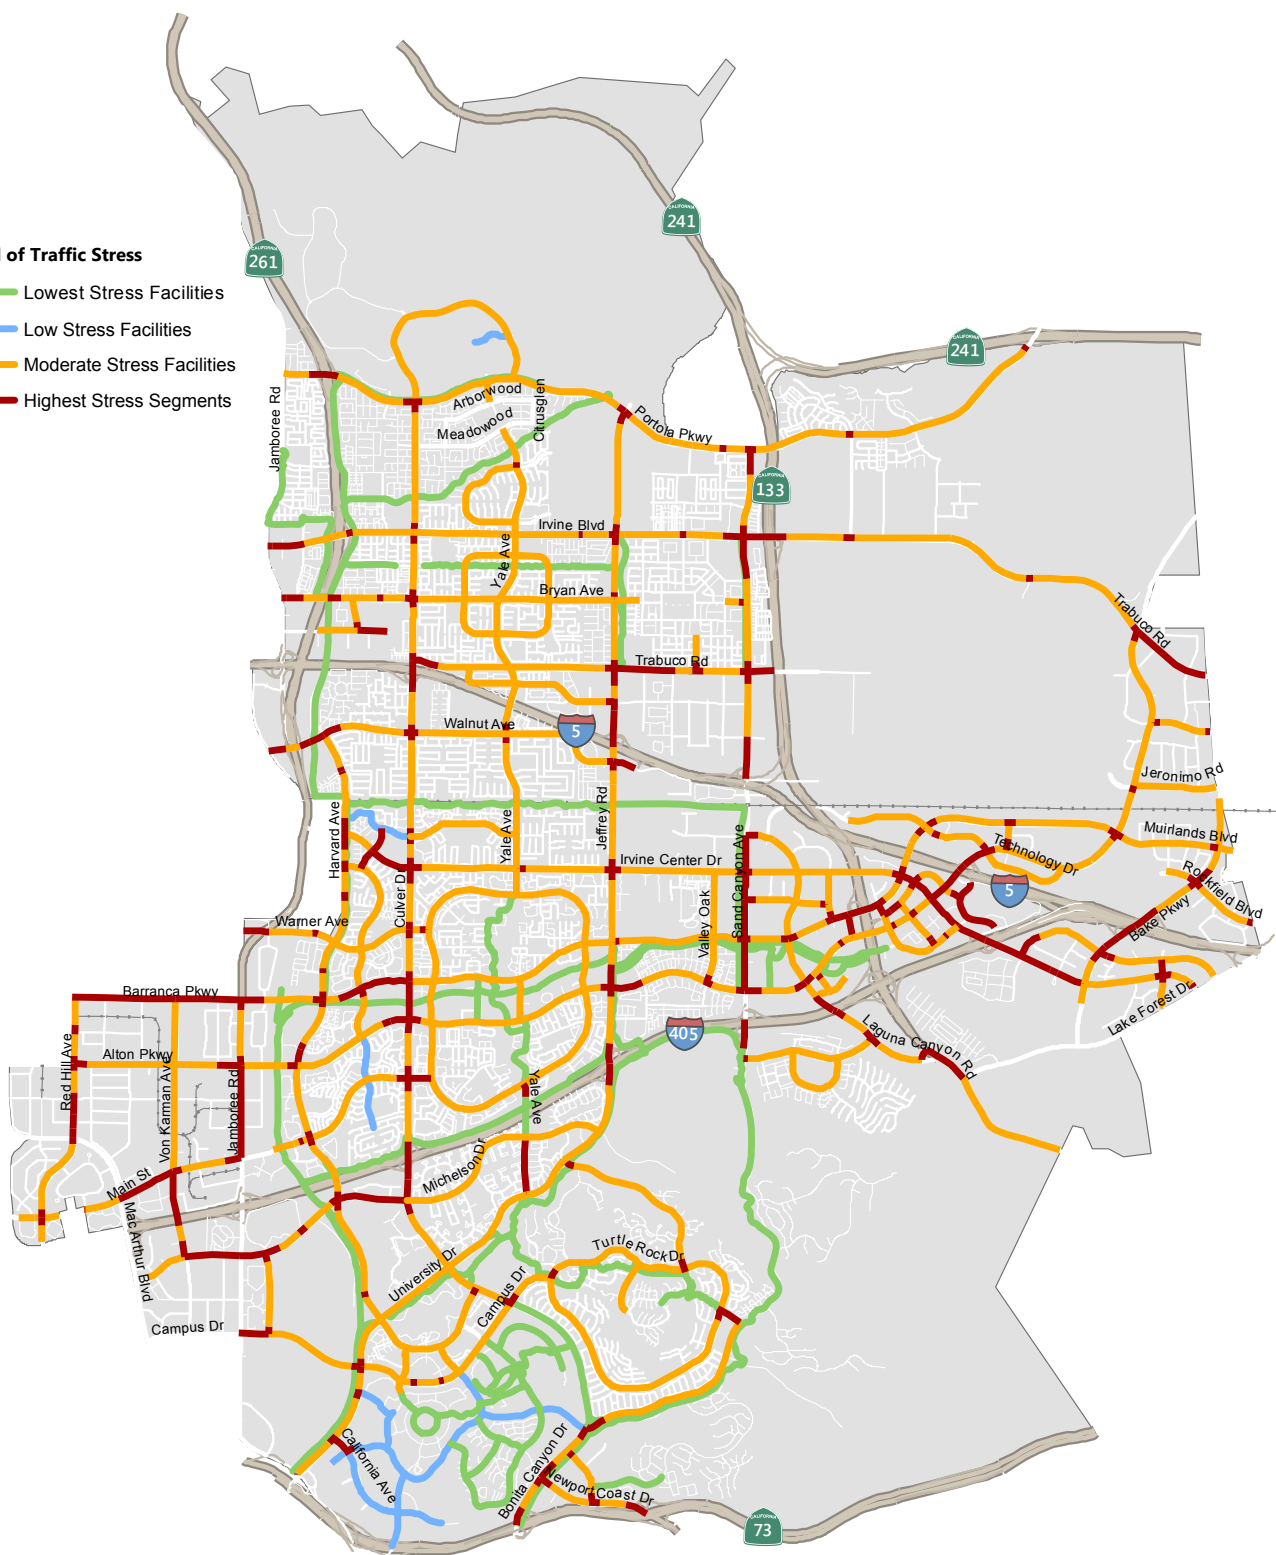 CALIFORNIA
241
CALIFORNIA
261
of Traffic Stress
Lowest Stress Facilities
Low Stress Facilities
Moderate Stress Facilities
Highest Stress Segments
CALIFORNIA
241
Jamboree Rd
Arborwood
Citrusglen
Meadowood
Portola Pkwy
CALIFORNIA
133
Irvine Blvd
Yale Ave
Bryan Ave
Trabuco Rd
Trabuco Rd
Walnut Ave
5
Jeronimo Rd
Harvard Ave
Yale Ave
Jeffrey Rd
Muirlands Blvd
Technology Dr
Irvine Center Dr
Sand Canyon Ave
Culver Dr
Valley Oak
5
Rockfield Blvd
Bake Pkwy
Warner Ave
Barranca Pkwy
Lake Forest Dr
405
Laguna Canyon Rd
Alton Pkwy
Red Hill Ave
Von Karman Ave
Jamboree Rd
Yale Ave
Michelson Dr
Main St
MacArthur Blvd
Turtle Rock Dr
University Dr
Campus Dr
Campus Dr
California Ave
Bonita Canyon Dr
Newport Coast Dr
CALIFORNIA
73